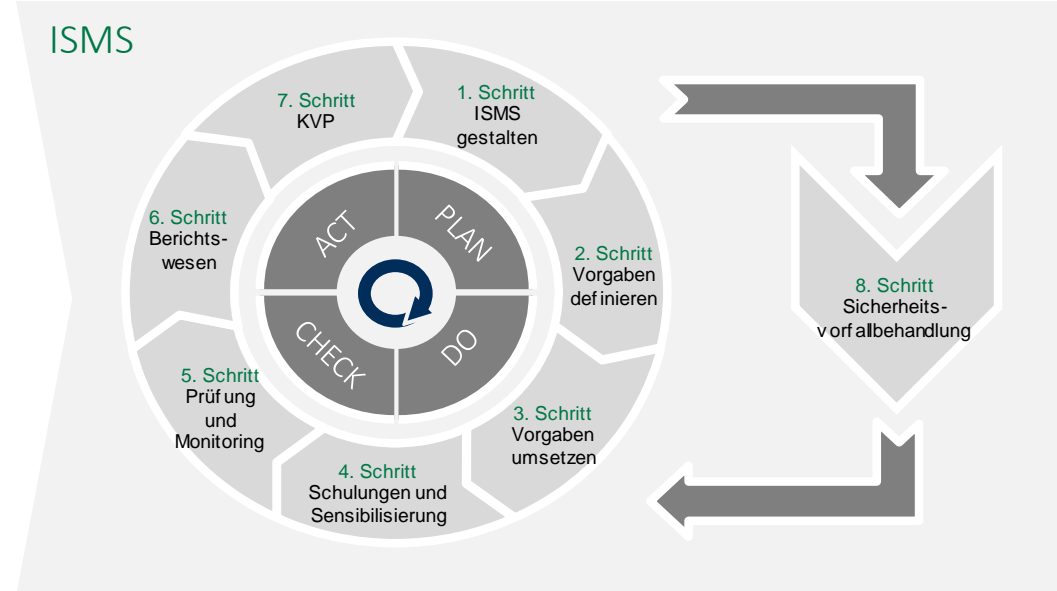 ISMS
1. Schritt
ISMS
gestalten
2. Schritt
Vorgaben
definieren
3. Schritt
Vorgaben
umsetzen
4. Schritt
Schulungen und
Sensibilisierung
5. Schritt
Prüfung
und
Monitoring
6. Schritt
Berichts-
wesen
7. Schritt
KVP
8. Schritt
Sicherheits-
vorfallbehandlung
PLAN
DO
CHECK
ACT